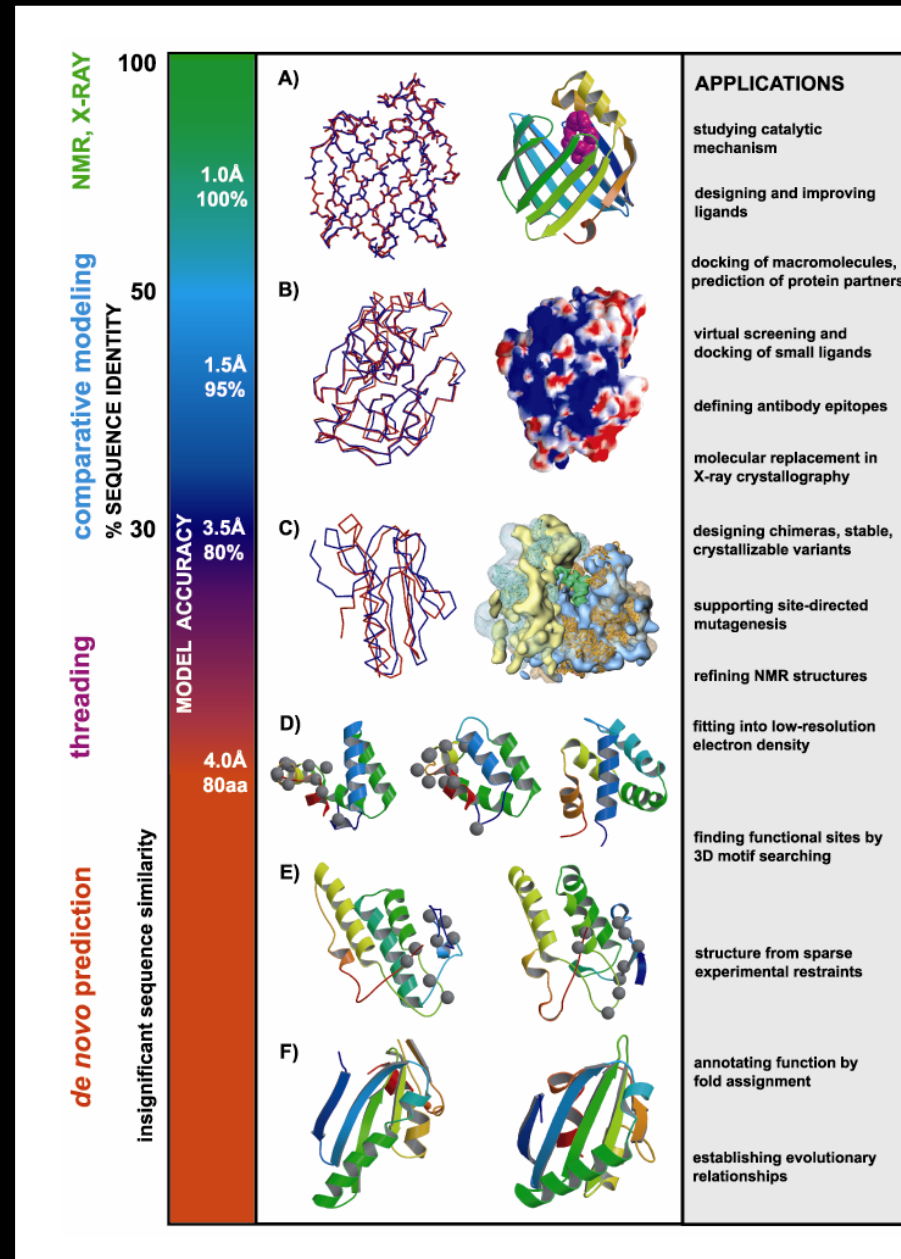 NMR, X-RAY
comparative modeling
threading
de novo prediction
100
50
% SEQUENCE IDENTITY
30
insignificant sequence similarity
MODEL ACCURACY
1.0Å
100%
1.5Å
95%
3.5Å
80%
4.0Å
80aa
A)
B)
C)
D)
E)
F)
APPLICATIONS
studying catalytic
mechanism
designing and improving
ligands
docking of macromolecules,
prediction of protein partners
virtual screening and
docking of small ligands
defining antibody epitopes
molecular replacement in
X-ray crystallography
designing chimeras, stable,
crystallizable variants
supporting site-directed
mutagenesis
refining NMR structures
fitting into low-resolution
electron density
finding functional sites by
3D motif searching
structure from sparse
experimental restraints
annotating function by
fold assignment
establishing evolutionary
relationships